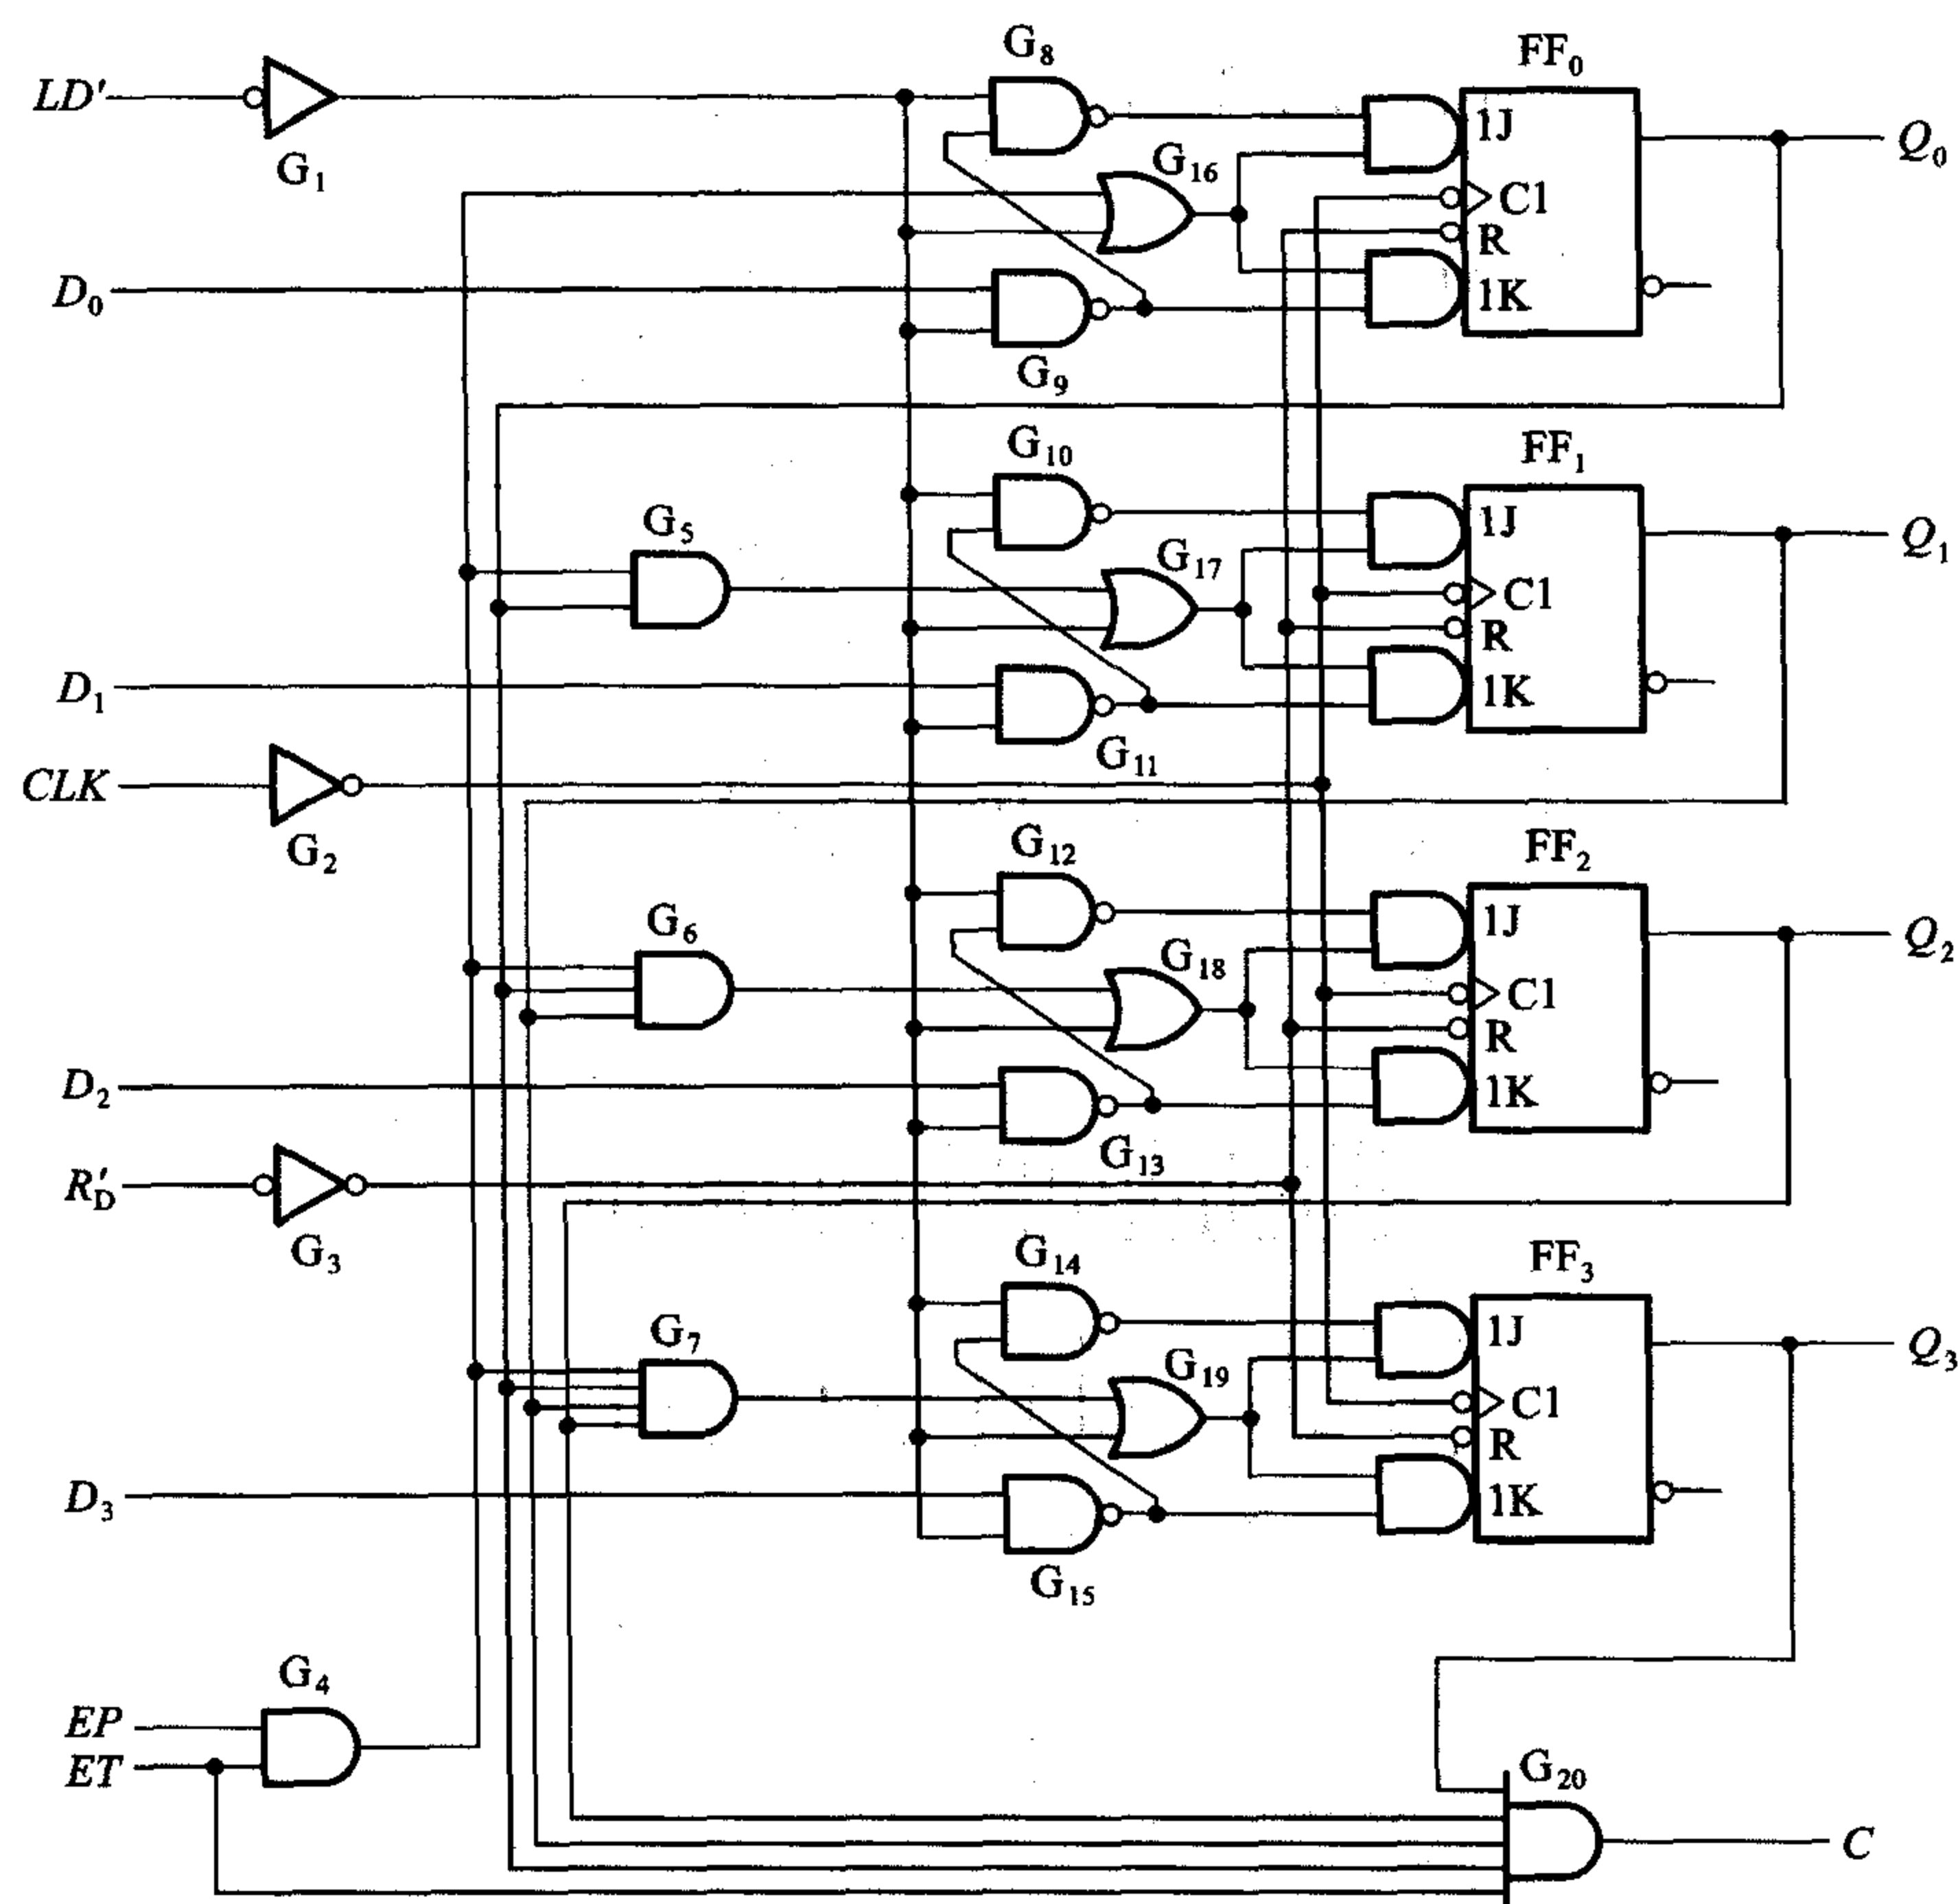 G₈ FF₀
LD′ 1J Q₀
G₁ G₁₆
C1
R
D₀ 1K
G₉
G₁₀ FF₁
G₅ 1J Q₁
G₁₇
C1
R
D₁ 1K
G₁₁
CLK
G₂ G₁₂ FF₂
G₆ 1J Q₂
G₁₈
C1
R
D₂ 1K
G₁₃
R′D
G₃ G₁₄ FF₃
G₇ 1J Q₃
G₁₉
C1
R
D₃ 1K
G₁₅
G₄
EP
ET
G₂₀
C